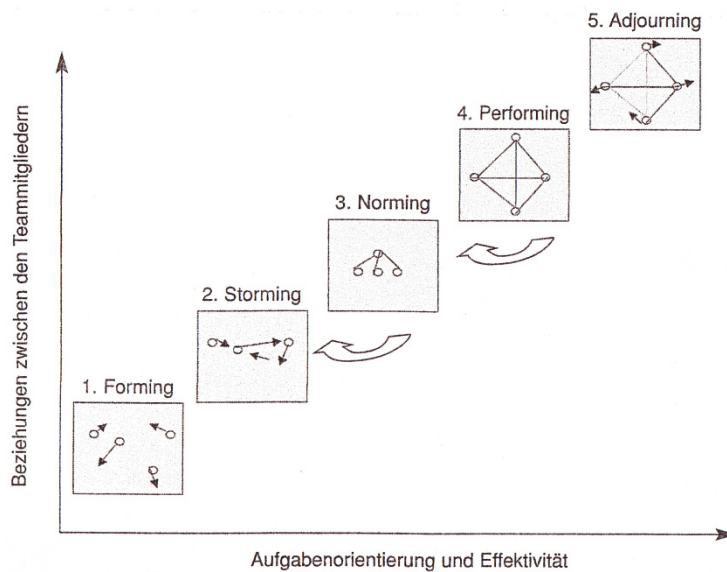 5. Adjourning
4. Performing
3. Norming
2. Storming
1. Forming
Beziehungen zwischen den Teammitgliedern
Aufgabenorientierung und Effektivität